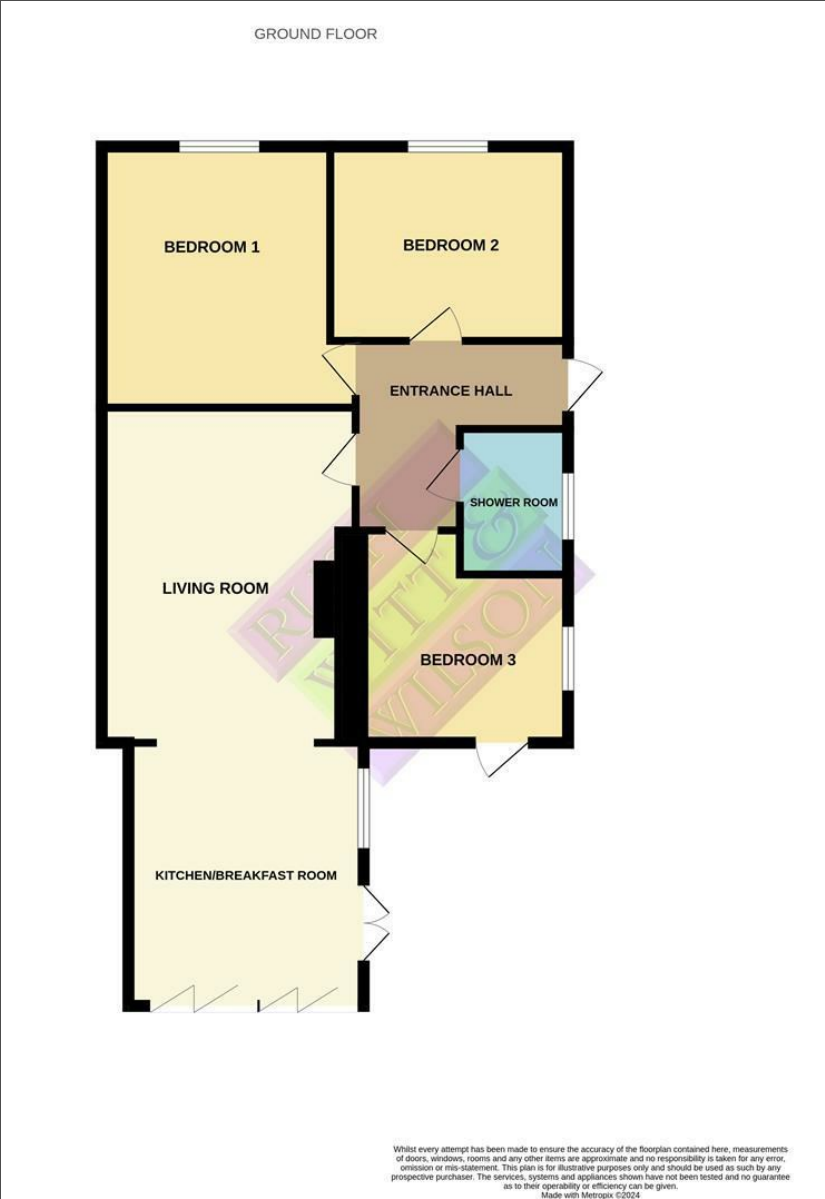 GROUND FLOOR
BEDROOM 1
BEDROOM 2
ENTRANCE HALL
SHOWER ROOM
LIVING ROOM
RUSH
WITT &
WILSON
BEDROOM 3
KITCHEN/BREAKFAST ROOM
Whilst every attempt has been made to ensure the accuracy of the floorplan contained here, measurements
of doors, windows, rooms and any other items are approximate and no responsibility is taken for any error,
omission or mis-statement. This plan is for illustrative purposes only and should be used as such by any
prospective purchaser. The services, systems and appliances shown have not been tested and no guarantee
as to their operability or efficiency can be given.
Made with Metropix ©2024